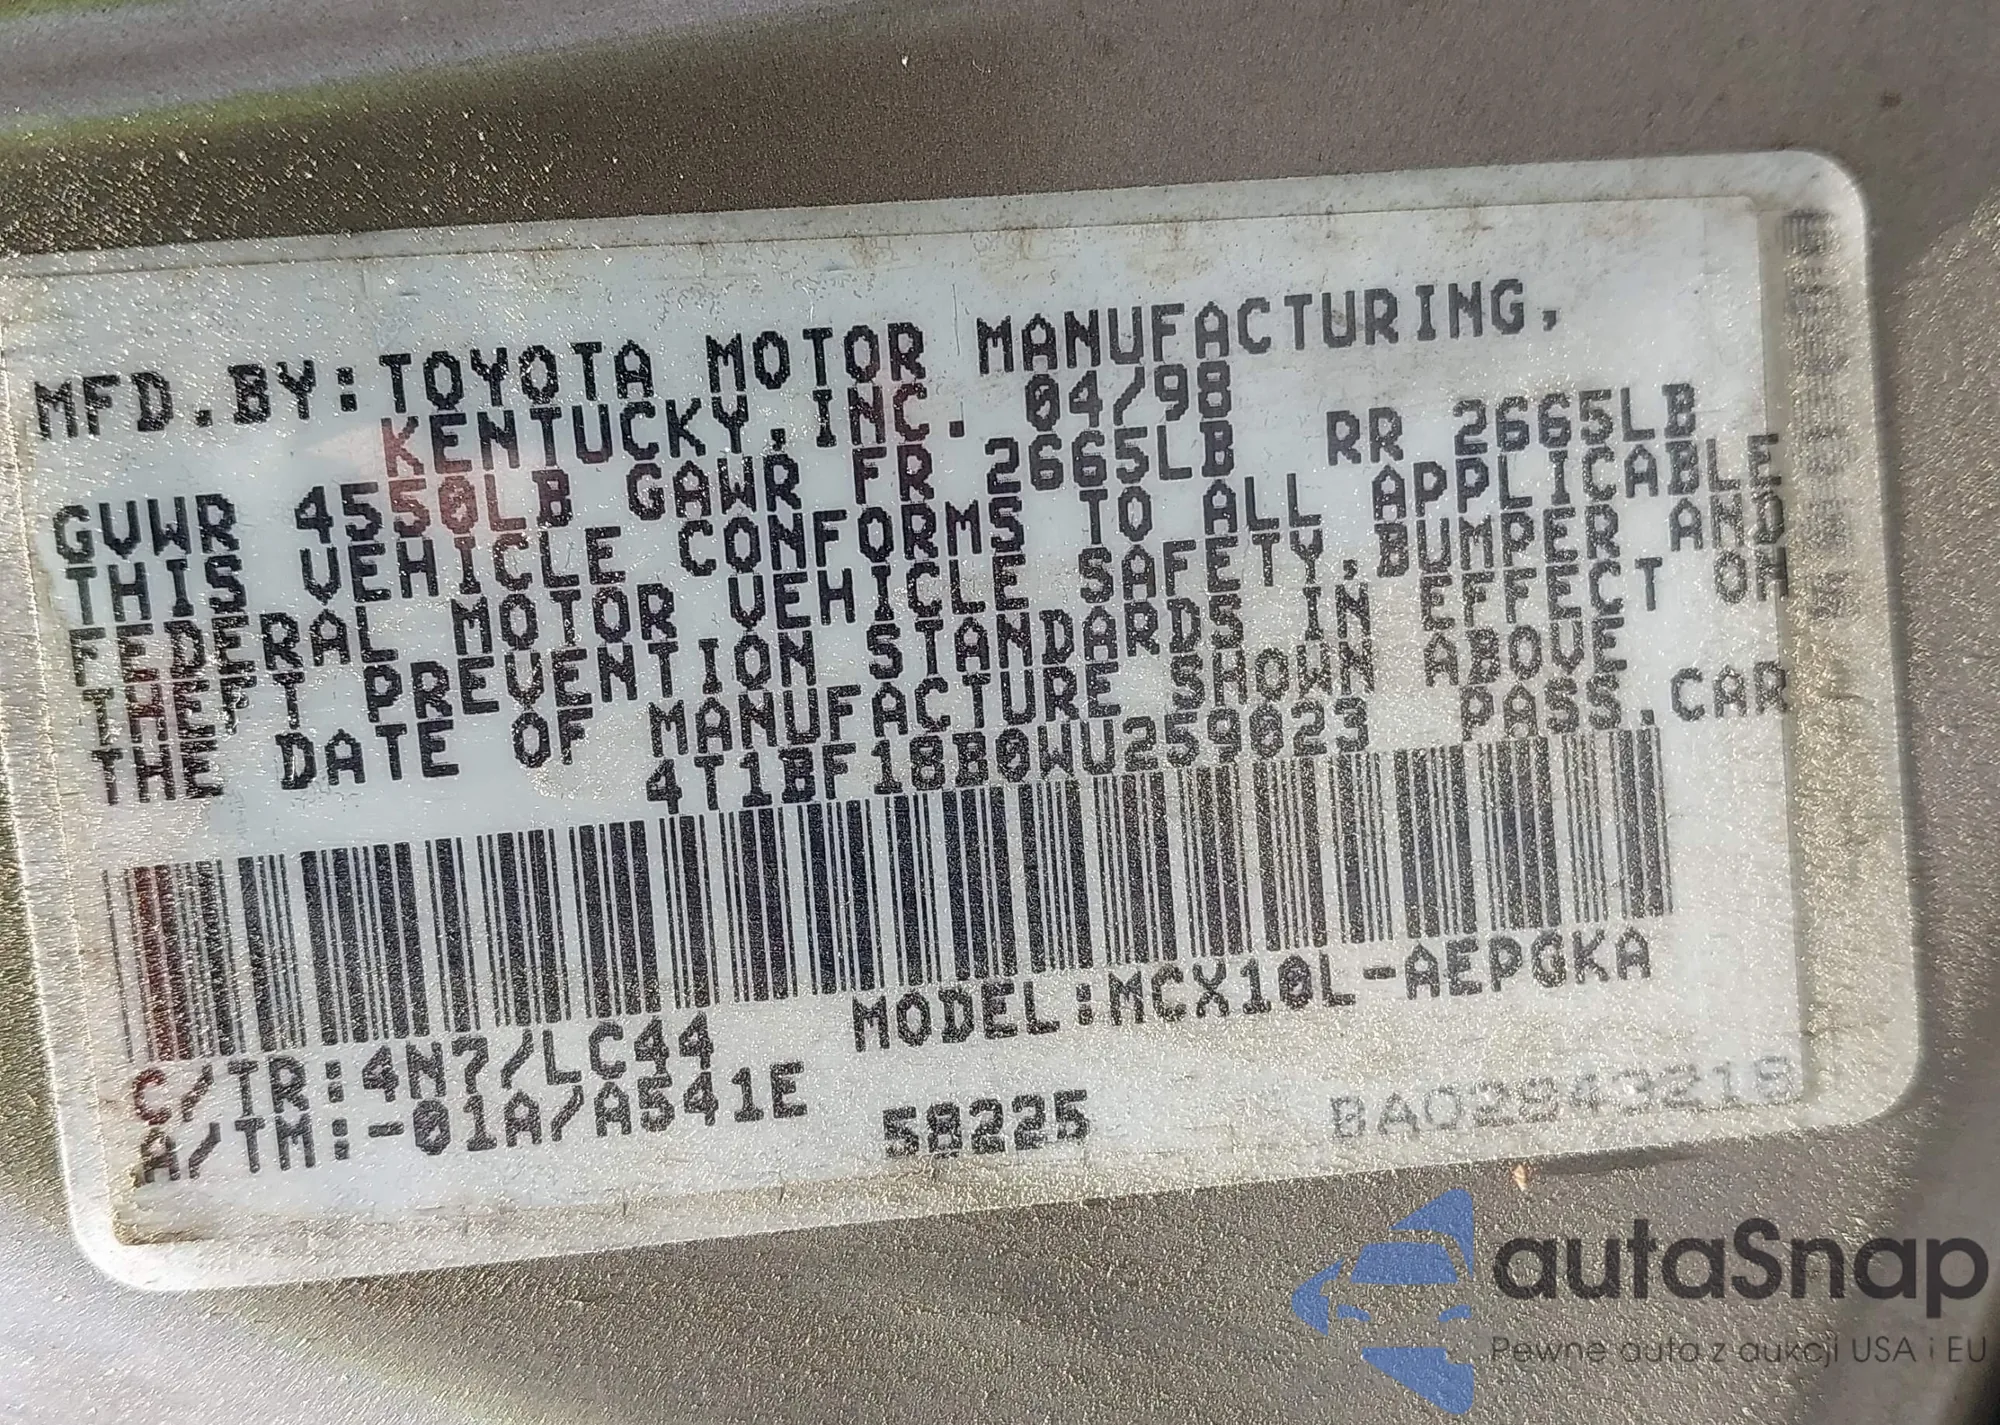 MFD.BY:TOYOTA MOTOR MANUFACTURING,
KENTUCKY,INC. 04/98
GVWR 4550LB GAWR FR 2665LB RR 2665LB
THIS VEHICLE CONFORMS TO ALL APPLICABLE
FEDERAL MOTOR VEHICLE SAFETY,BUMPER AND
THEFT PREVENTION STANDARDS IN EFFECT ON
THE DATE OF MANUFACTURE SHOWN ABOVE
4T1BF18B0WU259023 PASS.CAR
MODEL:MCX10L-AEPGKA
C/TR:4N7/LC44
A/TM:-01A/A541E
58225
autaSnap
Pewne auta z aukcji USA i EU